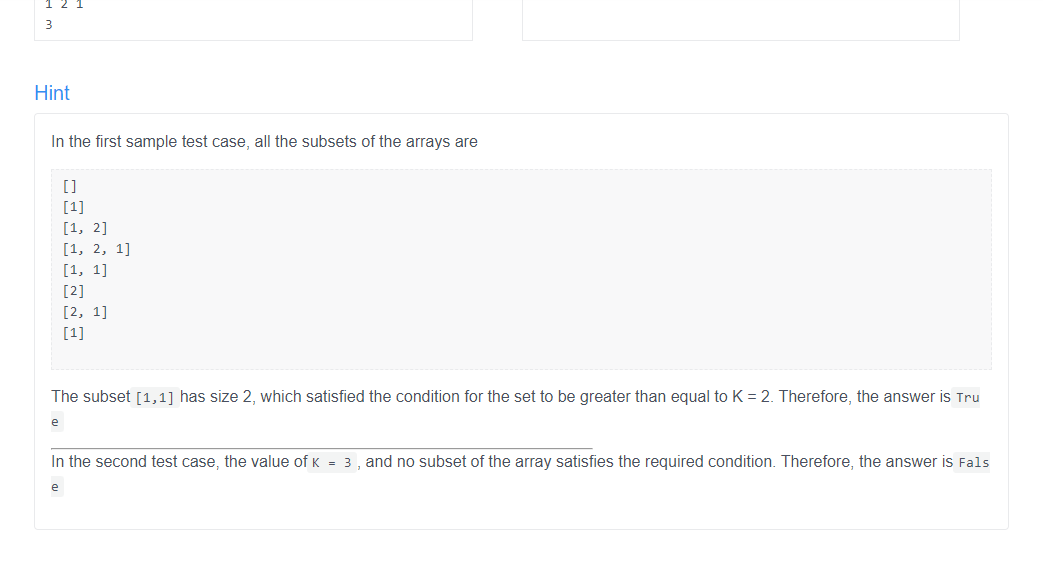 1 2 1
3
Hint
In the first sample test case, all the subsets of the arrays are
[]
[1]
[1, 2]
[1, 2, 1]
[1, 1]
[2]
[2, 1]
[1]
The subset [1,1] has size 2, which satisfied the condition for the set to be greater than equal to K = 2. Therefore, the answer is Tru
e
In the second test case, the value of K = 3 , and no subset of the array satisfies the required condition. Therefore, the answer is Fals
e